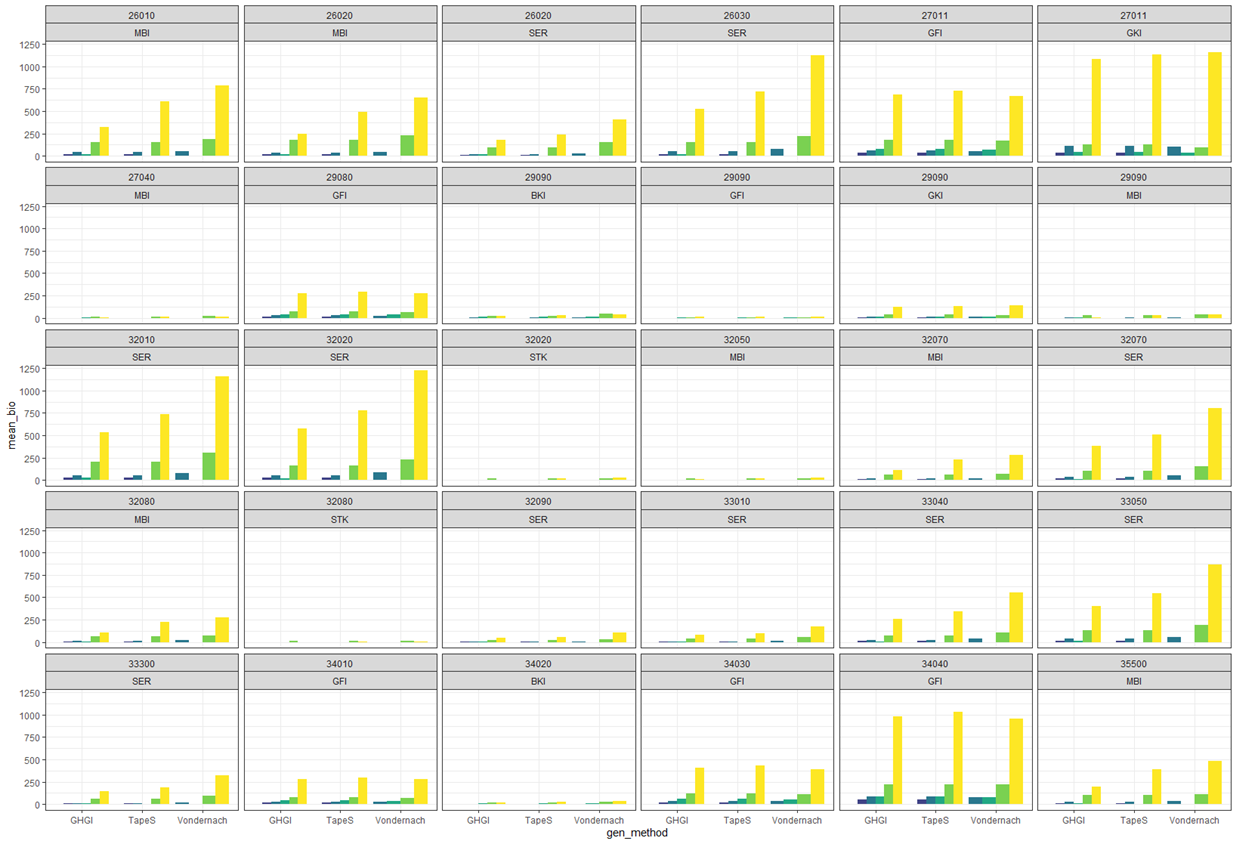 26010 26020 26020 26030 27011 27011
MBI MBI SER SER GFI GKI
1250
1000
750
500
250
0
27040 29080 29090 29090 29090 29090
MBI GFI BKI GFI GKI MBI
1250
1000
750
500
250
0
32010 32020 32020 32050 32070 32070
SER SER STK MBI MBI SER
1250
1000
750
500
250
0
mean_bio
32080 32080 32090 33010 33040 33050
MBI STK SER SER SER SER
1250
1000
750
500
250
0
33300 34010 34020 34030 34040 35500
SER GFI BKI GFI GFI MBI
1250
1000
750
500
250
0
GHGI TapeS Vondernach GHGI TapeS Vondernach GHGI TapeS Vondernach GHGI TapeS Vondernach GHGI TapeS Vondernach GHGI TapeS Vondernach
gen_method